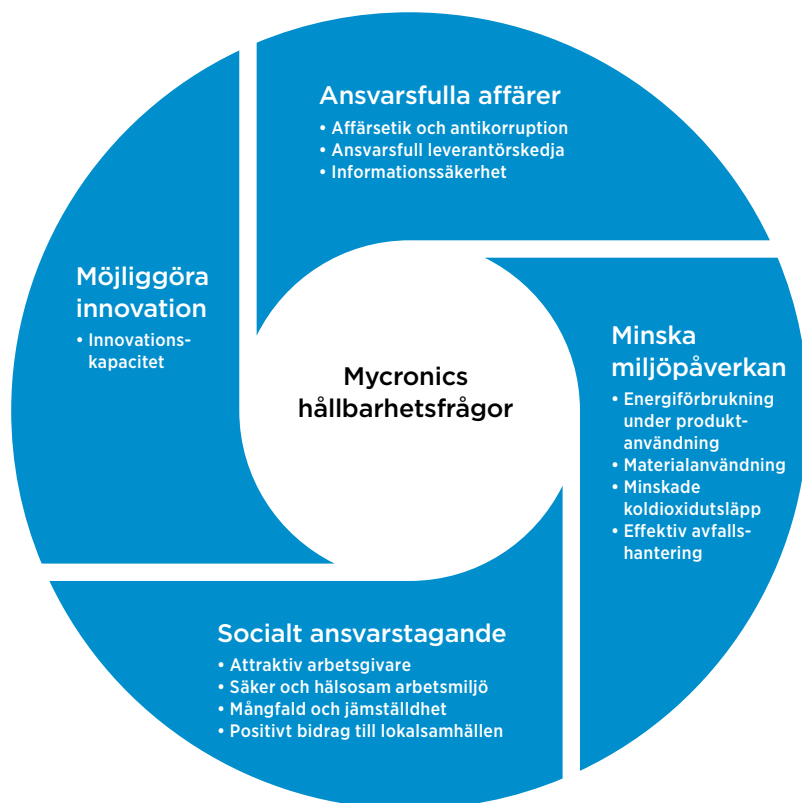 Ansvarsfulla affärer
• Affärsetik och antikorruption
• Ansvarsfull leverantörskedja
• Informationssäkerhet
Möjliggöra
innovation
• Innovations-
kapacitet
Mycronics
hållbarhetsfrågor
Minska
miljöpåverkan
• Energiförbrukning
under produkt-
användning
• Materialanvändning
• Minskade
koldioxidutsläpp
• Effektiv avfalls-
hantering
Socialt ansvarstagande
• Attraktiv arbetsgivare
• Säker och hälsosam arbetsmiljö
• Mångfald och jämställdhet
• Positivt bidrag till lokalsamhällen